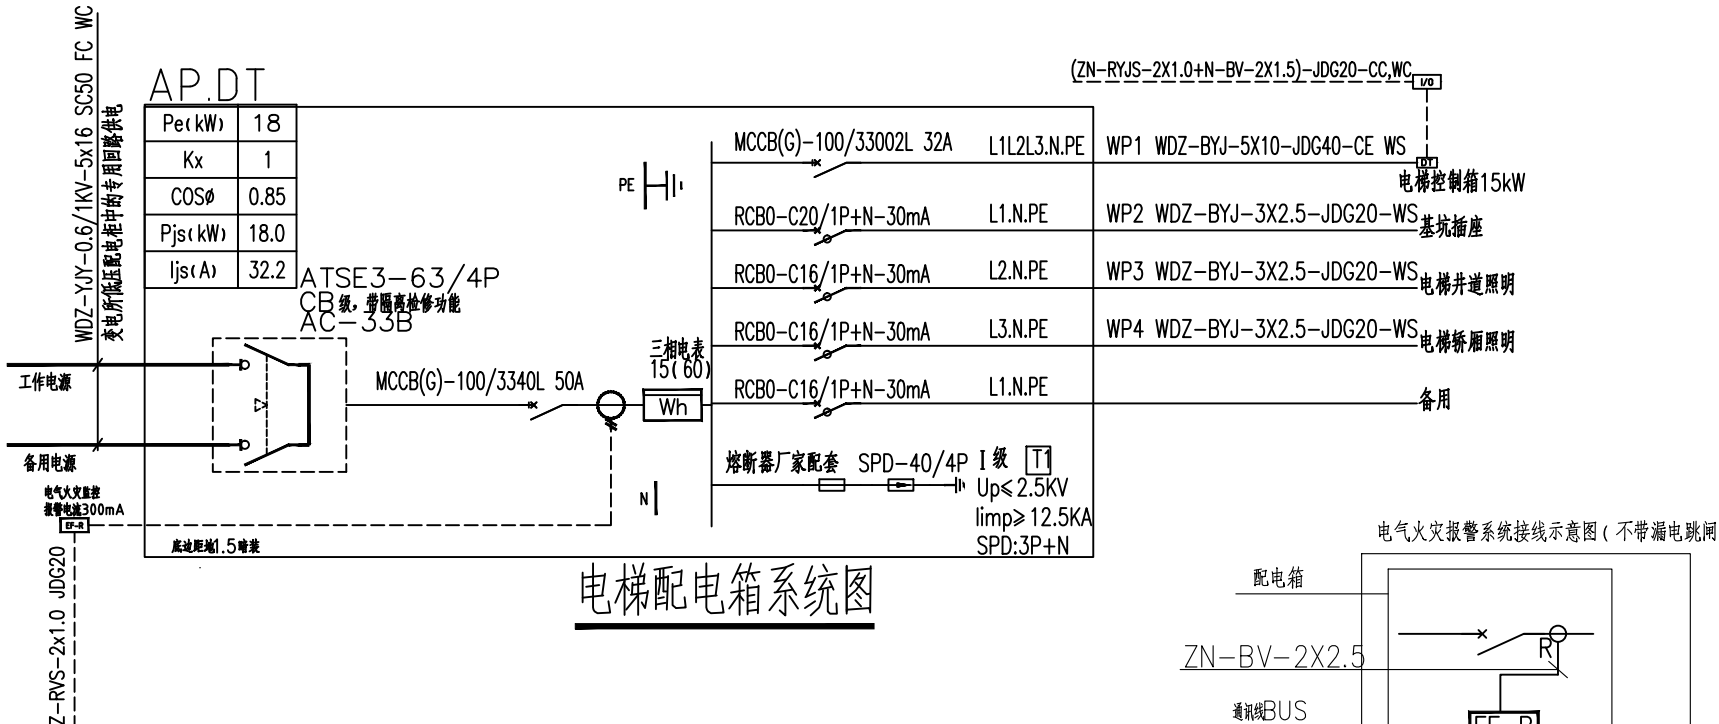 WDZ-YJY-0.6/1KV-5x16 SC50 FC WC
变电所低压配电柜中的专用回路供电
AP.DT
Pe(kW) 18
Kx 1
COSø 0.85
Pjs(kW) 18.0
Ijs(A) 32.2
ATSE3-63/4P
CB级，带隔离检修功能
AC-33B
工作电源
备用电源
MCCB(G)-100/3340L 50A
三相电表
15(60)
Wh
PE
N
(ZN-RYJS-2X1.0+N-BV-2X1.5)-JDG20-CC,WC
I/O
MCCB(G)-100/33002L 32A L1L2L3.N.PE WP1 WDZ-BYJ-5X10-JDG40-CE WS
DT
电梯控制箱15kW
RCBO-C20/1P+N-30mA L1.N.PE WP2 WDZ-BYJ-3X2.5-JDG20-WS 基坑插座
RCBO-C16/1P+N-30mA L2.N.PE WP3 WDZ-BYJ-3X2.5-JDG20-WS 电梯井道照明
RCBO-C16/1P+N-30mA L3.N.PE WP4 WDZ-BYJ-3X2.5-JDG20-WS 电梯轿厢照明
RCBO-C16/1P+N-30mA L1.N.PE 备用
熔断器厂家配套 SPD-40/4P I级 T1
Up≤2.5KV
Iimp≥12.5KA
SPD:3P+N
电气火灾监控
报警电流300mA
EF-R
底边距地1.5暗装
Z-RVS-2x1.0 JDG20
电梯配电箱系统图
电气火灾报警系统接线示意图(不带漏电跳闸
配电箱
R
ZN-BV-2X2.5
通讯线BUS
EF-R